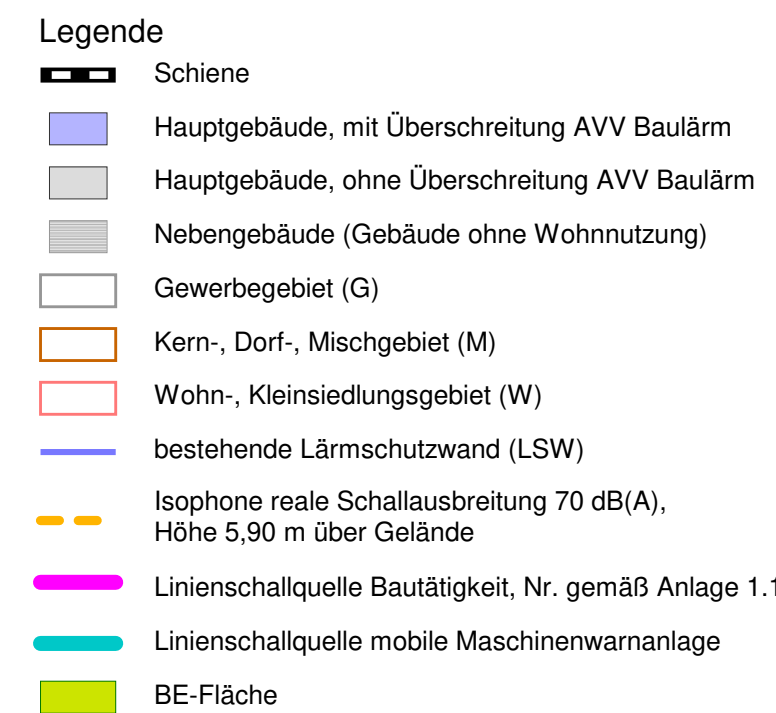 Legende
Schiene
Hauptgebäude, mit Überschreitung AVV Baulärm
Hauptgebäude, ohne Überschreitung AVV Baulärm
Nebengebäude (Gebäude ohne Wohnnutzung)
Gewerbegebiet (G)
Kern-, Dorf-, Mischgebiet (M)
Wohn-, Kleinsiedlungsgebiet (W)
bestehende Lärmschutzwand (LSW)
Isophone reale Schallausbreitung 70 dB(A),
Höhe 5,90 m über Gelände
Linienschallquelle Bautätigkeit, Nr. gemäß Anlage 1.1
Linienschallquelle mobile Maschinenwarnanlage
BE-Fläche